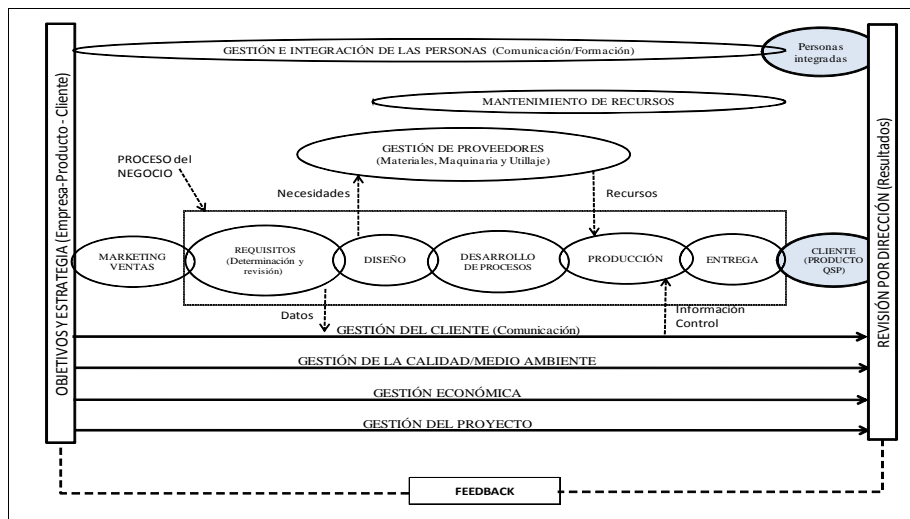 GESTIÓN E INTEGRACIÓN DE LAS PERSONAS (Comunicación/Formación)
Personas
integradas
MANTENIMIENTO DE RECURSOS
GESTIÓN DE PROVEEDORES
(Materiales, Maquinaria y Utillaje)
PROCESO del
NEGOCIO
Necesidades
Recursos
OBJETIVOS Y ESTRATEGIA (Empresa-Producto - Cliente)
MARKETING
VENTAS
REQUISITOS
(Determinación y
revisión)
DISEÑO
DESARROLLO
DE PROCESOS
PRODUCCIÓN
ENTREGA
CLIENTE
(PRODUCTO
QSP)
REVISIÓN POR DIRECCIÓN (Resultados)
Datos
Información
Control
GESTIÓN DEL CLIENTE (Comunicación)
GESTIÓN DE LA CALIDAD/MEDIO AMBIENTE
GESTIÓN ECONÓMICA
GESTIÓN DEL PROYECTO
FEEDBACK